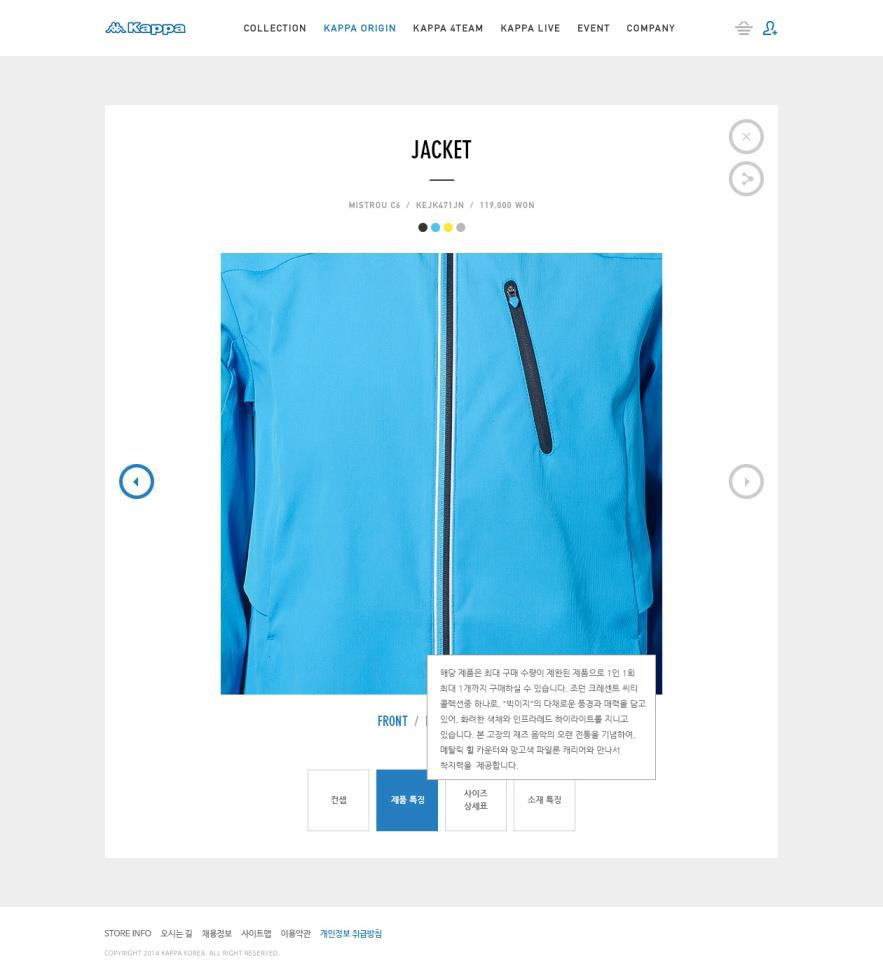 Kappa
COLLECTION KAPPA ORIGIN KAPPA 4TEAM KAPPA LIVE EVENT COMPANY
JACKET
MISTROU C6 / KEJK471JN / 119,000 WON
해당 제품은 최대 구매 수량이 제한된 제품으로 1인 1회
최대 1개까지 구매하실 수 있습니다. 조던 크레센트 씨티
콜렉션중 하나로, "빅이지"의 다채로운 풍경과 매력을 담고
있어, 화려한 색채와 인프라레드 하이라이트를 지니고
있습니다. 본 고장의 재즈 음악의 오랜 전통을 기념하여,
메탈릭 힐 카운터와 망고색 파일론 캐리어와 만나서
착지력을 제공합니다.
FRONT /
컨셉
제품 특징
사이즈
상세표
소재 특징
STORE INFO 오시는 길 채용정보 사이트맵 이용약관 개인정보 취급방침
COPYRIGHT 2014 KAPPA KOREA. ALL RIGHT RESERVED.